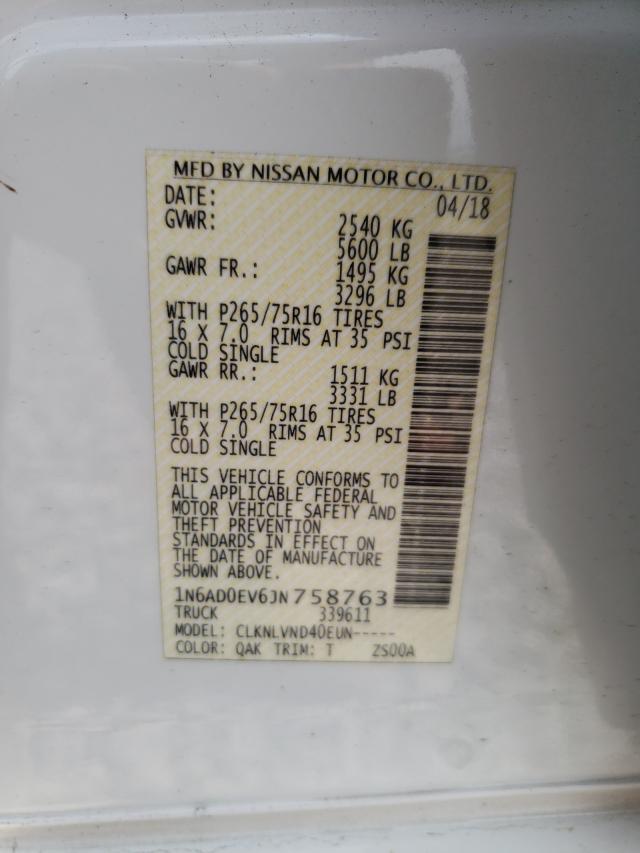 MFD BY NISSAN MOTOR CO., LTD.
DATE: 04/18
GVWR: 2540 KG
5600 LB
GAWR FR.: 1495 KG
3296 LB
WITH P265/75R16 TIRES
16 X 7.0 RIMS AT 35 PSI
COLD SINGLE
GAWR RR.: 1511 KG
3331 LB
WITH P265/75R16 TIRES
16 X 7.0 RIMS AT 35 PSI
COLD SINGLE
THIS VEHICLE CONFORMS TO
ALL APPLICABLE FEDERAL
MOTOR VEHICLE SAFETY AND
THEFT PREVENTION
STANDARDS IN EFFECT ON
THE DATE OF MANUFACTURE
SHOWN ABOVE.
1N6AD0EV6JN758763
TRUCK 339611
MODEL: CLKNLVND40EUN-----
COLOR: QAK TRIM: T ZS00A